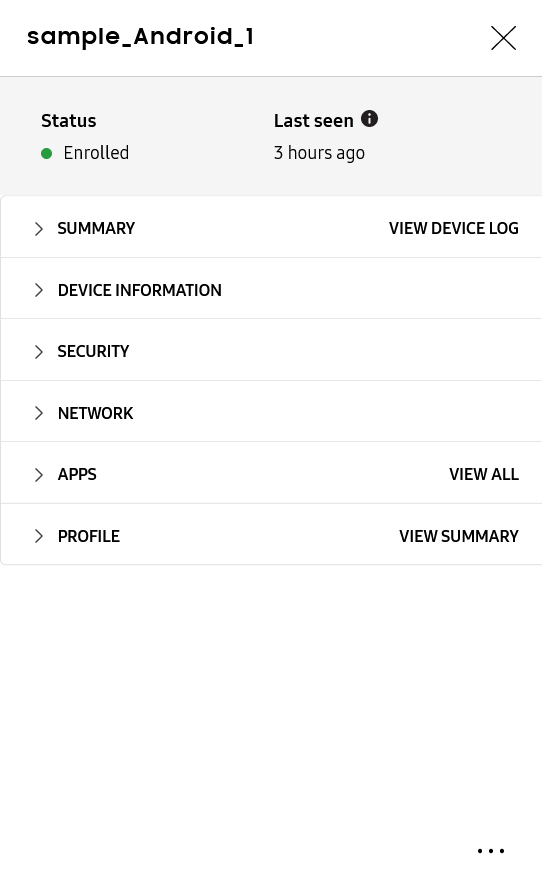 sample_Android_1
Status
Last seen
Enrolled
3 hours ago
SUMMARY
VIEW DEVICE LOG
DEVICE INFORMATION
SECURITY
NETWORK
APPS
VIEW ALL
PROFILE
VIEW SUMMARY